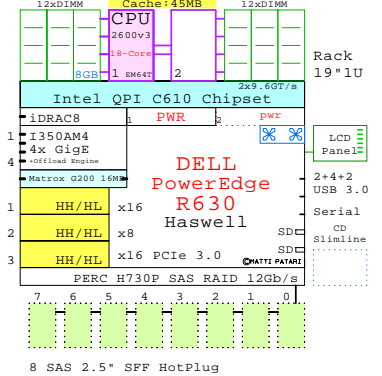 12xDIMM
Cache:45MB
12xDIMM
CPU
2600v3
18-Core
8GB
1 EM64T
2
Rack
19"1U
2x9.6GT/s
Intel QPI C610 Chipset
iDRAC8
1
PWR
2
pwr
1
I350AM4
4x GigE
4
+Offload Engine
Matrox G200 16MB
LCD
Panel
DELL
PowerEdge
R630
Haswell
2+4+2
USB 3.0
Serial
CD
Slimline
1
HH/HL
x16
2
HH/HL
x8
SD
3
HH/HL
x16 PCIe 3.0
SD
©MATTI PATARI
PERC H730P SAS RAID 12Gb/s
7 6 5 4 3 2 1 0
8 SAS 2.5" SFF HotPlug